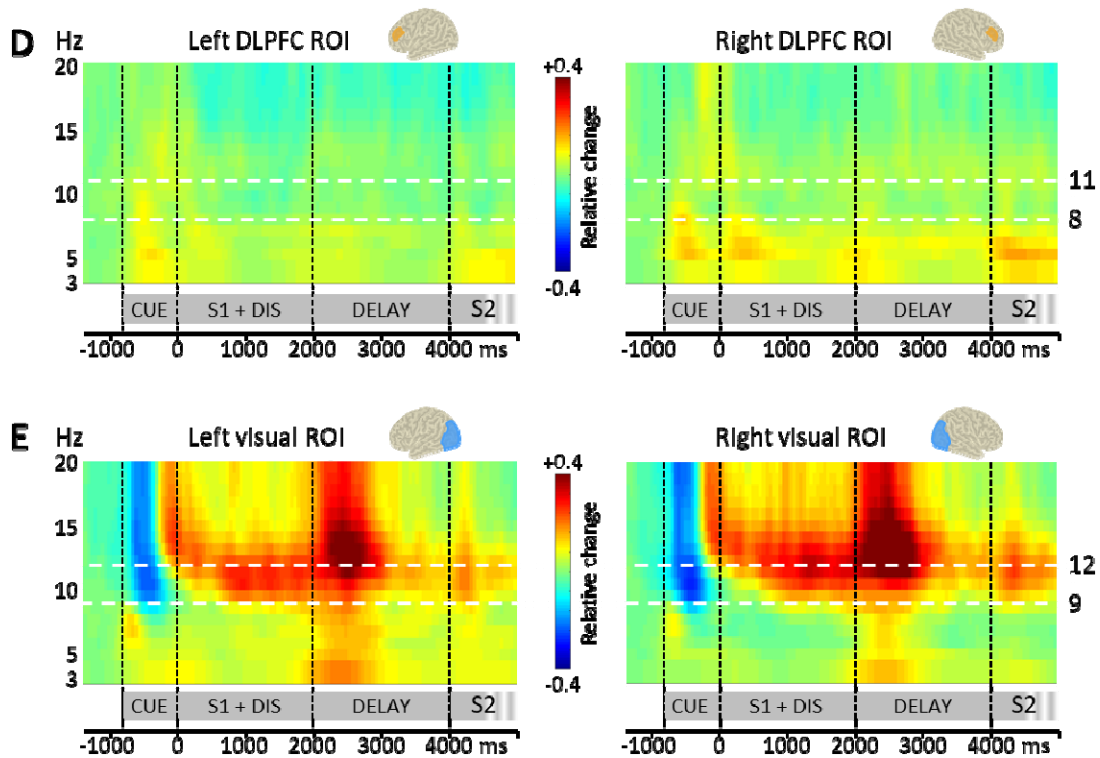 D Hz Left DLPFC ROI Right DLPFC ROI
20 +0.4
15
10 Relative change 11
8
5
3 -0.4
CUE S1 + DIS DELAY S2 CUE S1 + DIS DELAY S2
-1000 0 1000 2000 3000 4000 ms -1000 0 1000 2000 3000 4000 ms
E Hz Left visual ROI Right visual ROI
20 +0.4
15
12
10 Relative change 9
5
3 -0.4
CUE S1 + DIS DELAY S2 CUE S1 + DIS DELAY S2
-1000 0 1000 2000 3000 4000 ms -1000 0 1000 2000 3000 4000 ms